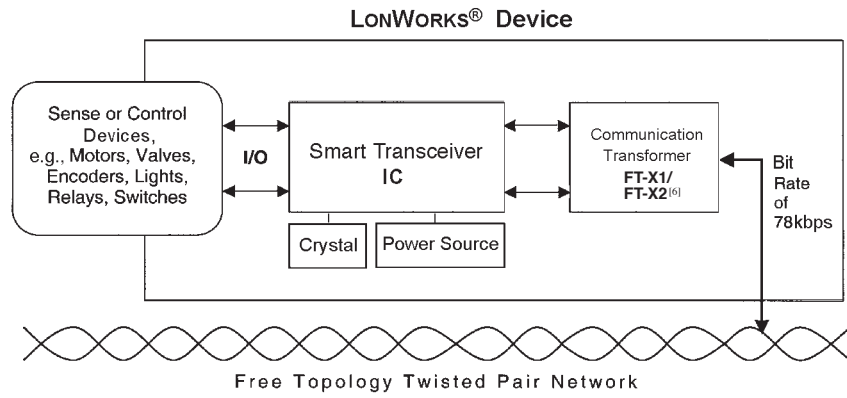 LONWORKS® Device
Sense or Control
Devices,
e.g., Motors, Valves,
Encoders, Lights,
Relays, Switches
I/O
Smart Transceiver
IC
Crystal
Power Source
Communication
Transformer
FT-X1/
FT-X2[6]
Bit
Rate
of
78kbps
Free Topology Twisted Pair Network